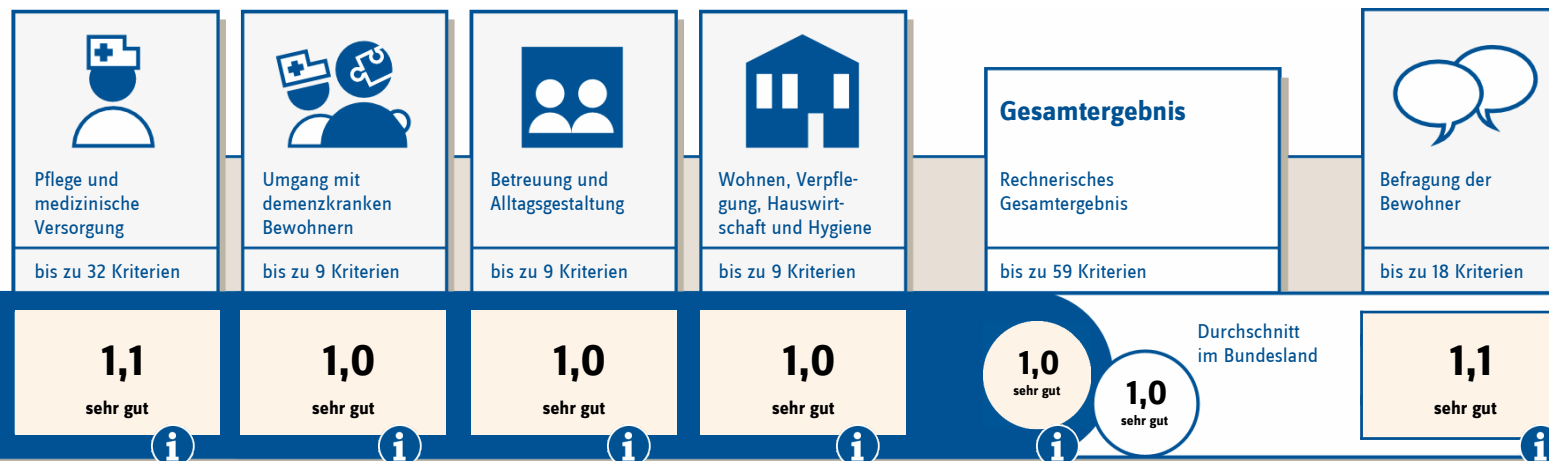 Pflege und
medizinische
Versorgung
bis zu 32 Kriterien
1,1
sehr gut
i
Umgang mit
demenzkranken
Bewohnern
bis zu 9 Kriterien
1,0
sehr gut
i
Betreuung und
Alltagsgestaltung
bis zu 9 Kriterien
1,0
sehr gut
i
Wohnen, Verpfle-
gung, Hauswirt-
schaft und Hygiene
bis zu 9 Kriterien
1,0
sehr gut
i
Gesamtergebnis
Rechnerisches
Gesamtergebnis
bis zu 59 Kriterien
1,0
sehr gut
i
Durchschnitt
im Bundesland
1,0
sehr gut
Befragung der
Bewohner
bis zu 18 Kriterien
1,1
sehr gut
i